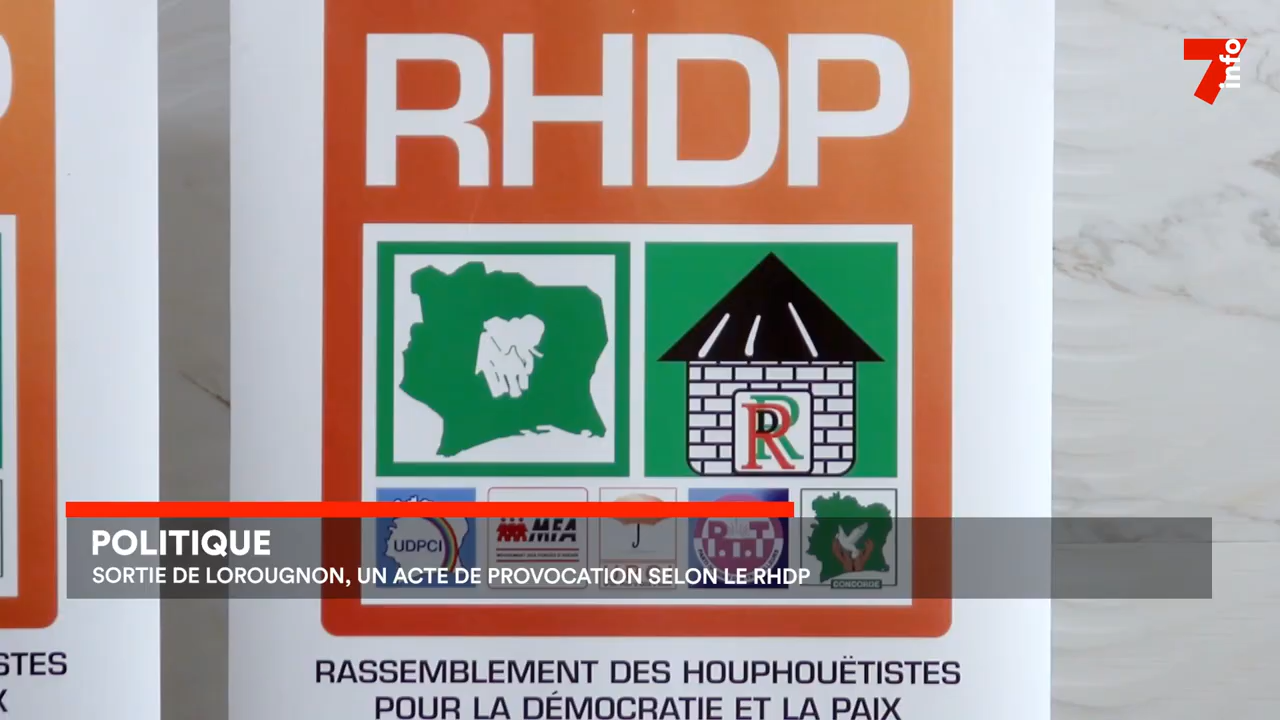 RHDP
7
info
R
D
R
UDPCI
MFA
P.I.T
CONCORDE
POLITIQUE
SORTIE DE LOROUGNON, UN ACTE DE PROVOCATION SELON LE RHDP
STES
X
RASSEMBLEMENT DES HOUPHOUËTISTES
POUR LA DÉMOCRATIE ET LA PAIX